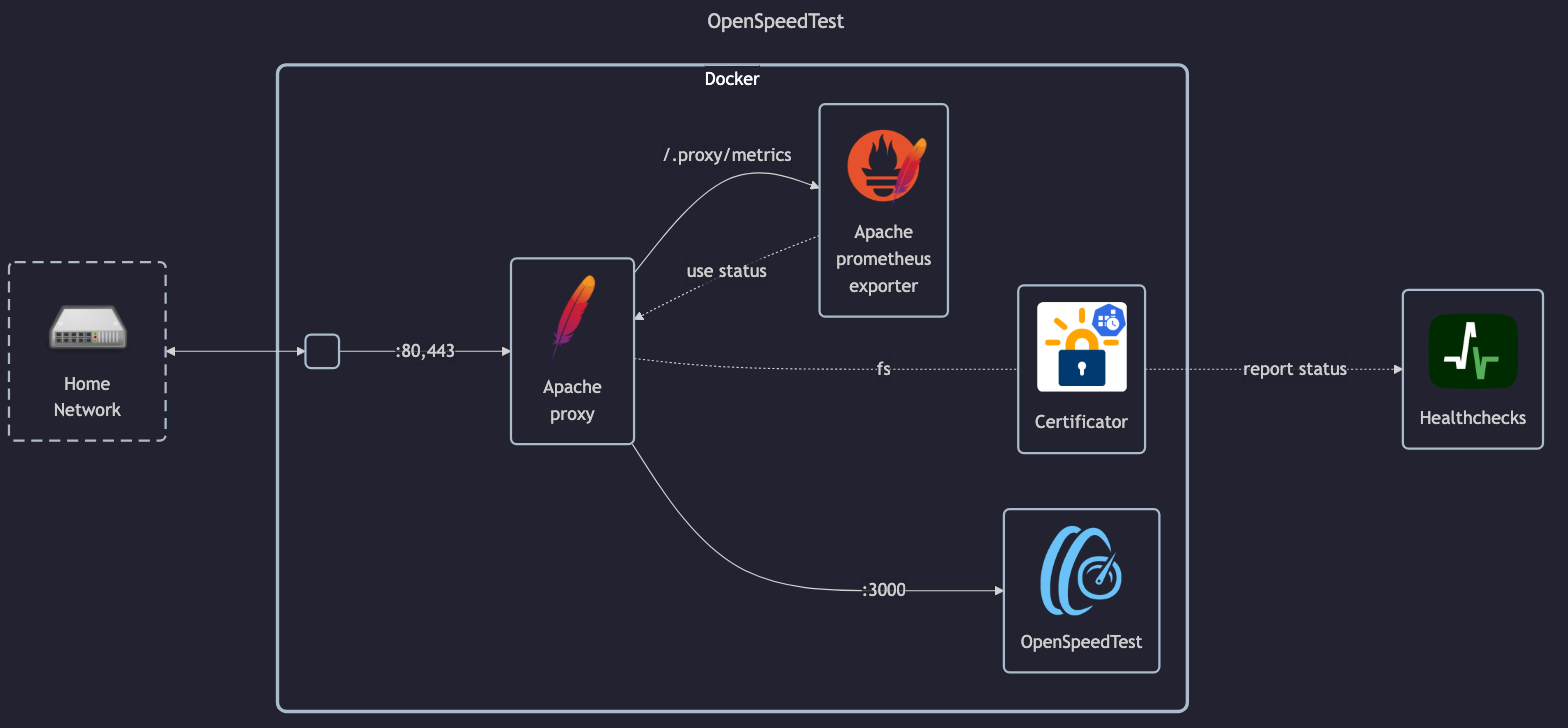 OpenSpeedTest
Docker
/.proxy/metrics
Apache
prometheus
exporter
use status
Home
Network
:80,443
Apache
proxy
fs
Certificator
report status
Healthchecks
:3000
OpenSpeedTest